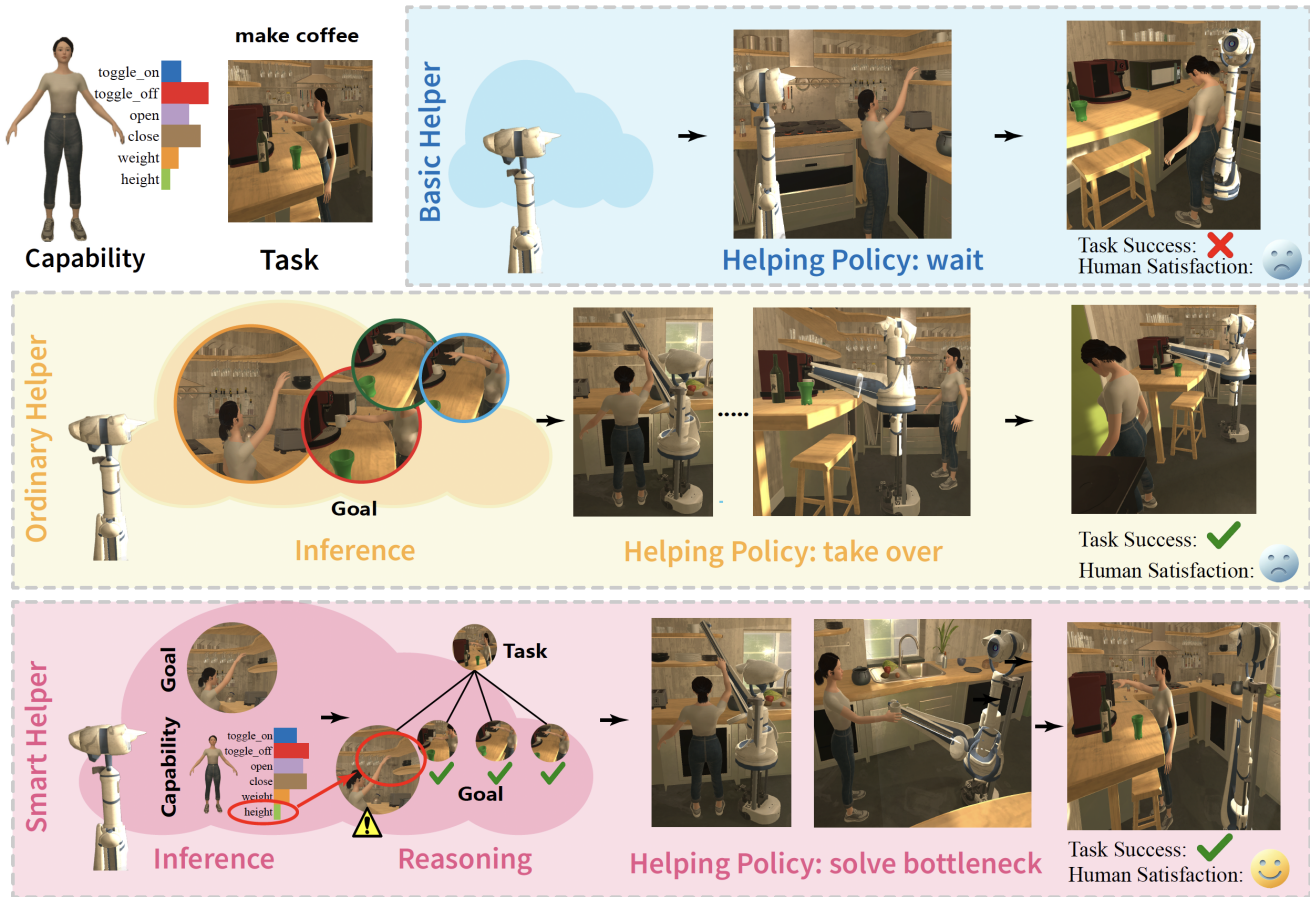 make coffee
toggle_on
toggle_off
open
close
weight
height
Capability
Task
Basic Helper
Helping Policy: wait
Task Success:
Human Satisfaction:
Ordinary Helper
Goal
Inference
Helping Policy: take over
Task Success:
Human Satisfaction:
Smart Helper
Goal
Capability
toggle_on
toggle_off
open
close
weight
height
Task
Goal
Inference
Reasoning
Helping Policy: solve bottleneck
Task Success:
Human Satisfaction: